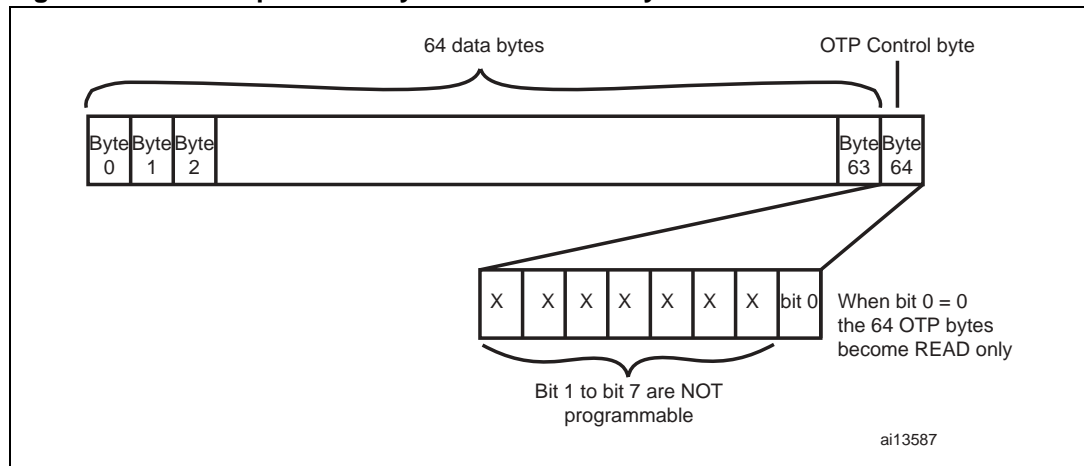 64 data bytes
OTP Control byte
Byte 0
Byte 1
Byte 2
Byte 63
Byte 64
X X X X X X X bit 0
When bit 0 = 0
the 64 OTP bytes
become READ only
Bit 1 to bit 7 are NOT
programmable
ai13587